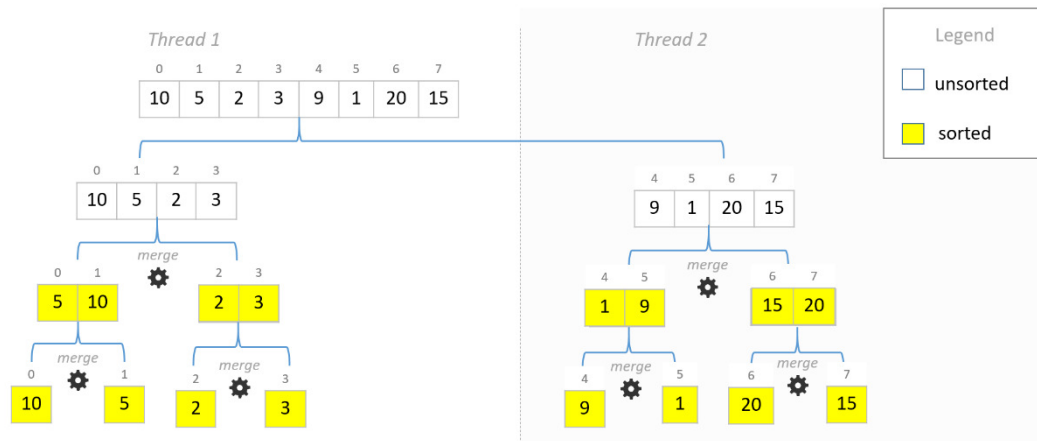 Thread 1
Thread 2
Legend
unsorted
sorted
0 1 2 3 4 5 6 7
10 5 2 3 9 1 20 15
0 1 2 3
10 5 2 3
4 5 6 7
9 1 20 15
merge
merge
0 1
5 10
2 3
2 3
4 5
1 9
6 7
15 20
merge
merge
merge
merge
0
10
1
5
2
2
3
3
4
9
5
1
6
20
7
15